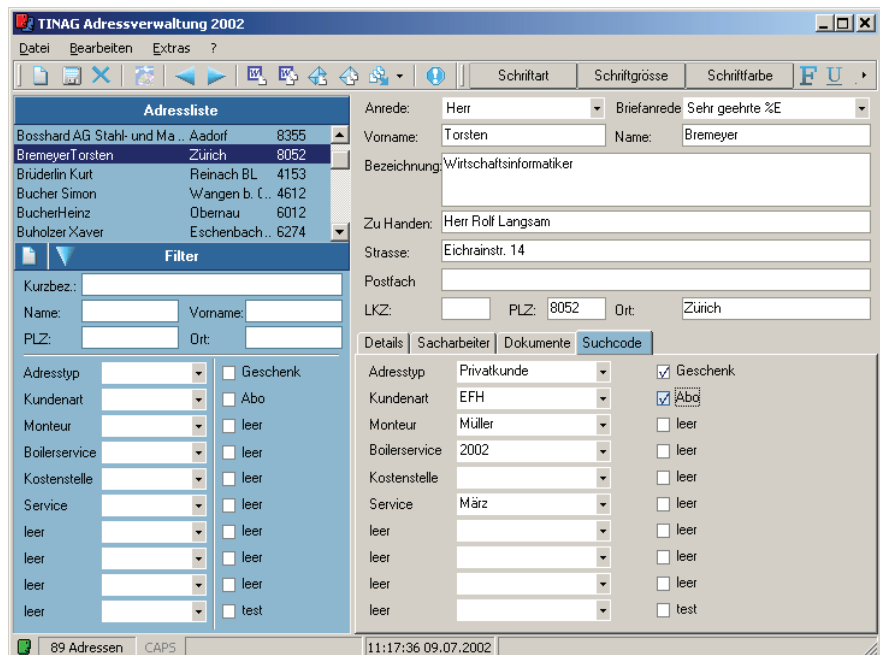 TINAG Adressverwaltung 2002
Datei Bearbeiten Extras ?
Schriftart Schriftgrösse Schriftfarbe F U
Adressliste
Bosshard AG Stahl- und Ma .. Aadorf 8355
BremeyerTorsten Zürich 8052
Brüderlin Kurt Reinach BL 4153
Bucher Simon Wangen b. (.. 4612
BucherHeinz Obernau 6012
Buholzer Xaver Eschenbach .. 6274
Filter
Kurzbez.:
Name: Vorname:
PLZ: Ort:
Adresstyp Geschenk
Kundenart Abo
Monteur leer
Boilerservice leer
Kostenstelle leer
Service leer
leer leer
leer leer
leer leer
leer test
Anrede: Herr Briefanrede Sehr geehrte %E
Vorname: Torsten Name: Bremeyer
Bezeichnung: Wirtschaftsinformatiker
Zu Handen: Herr Rolf Langsam
Strasse: Eichrainstr. 14
Postfach
LKZ: PLZ: 8052 Ort: Zürich
Details Sacharbeiter Dokumente Suchcode
Adresstyp Privatkunde Geschenk
Kundenart EFH Abo
Monteur Müller leer
Boilerservice 2002 leer
Kostenstelle leer
Service März leer
leer leer
leer leer
leer leer
leer test
89 Adressen CAPS 11:17:36 09.07.2002